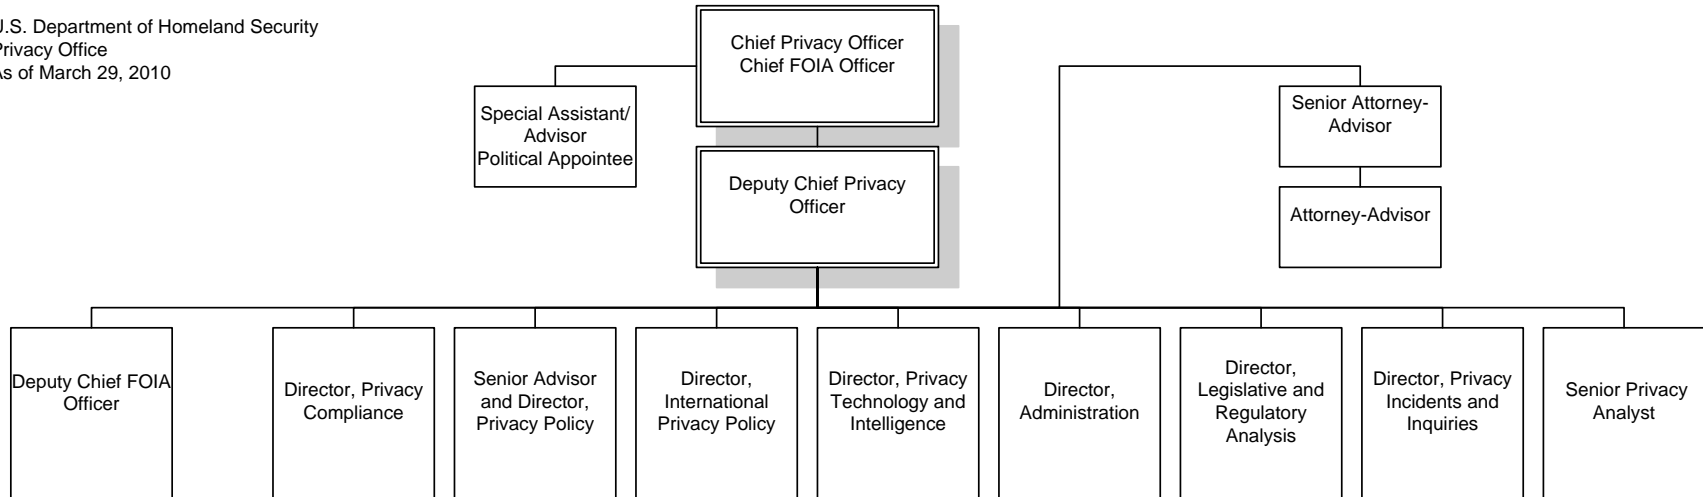 U.S. Department of Homeland Security
Privacy Office
As of March 29, 2010
Chief Privacy Officer
Chief FOIA Officer
Special Assistant/
Advisor
Political Appointee
Senior Attorney-
Advisor
Deputy Chief Privacy
Officer
Attorney-Advisor
Deputy Chief FOIA
Officer
Director, Privacy
Compliance
Senior Advisor
and Director,
Privacy Policy
Director,
International
Privacy Policy
Director, Privacy
Technology and
Intelligence
Director,
Administration
Director,
Legislative and
Regulatory
Analysis
Director, Privacy
Incidents and
Inquiries
Senior Privacy
Analyst